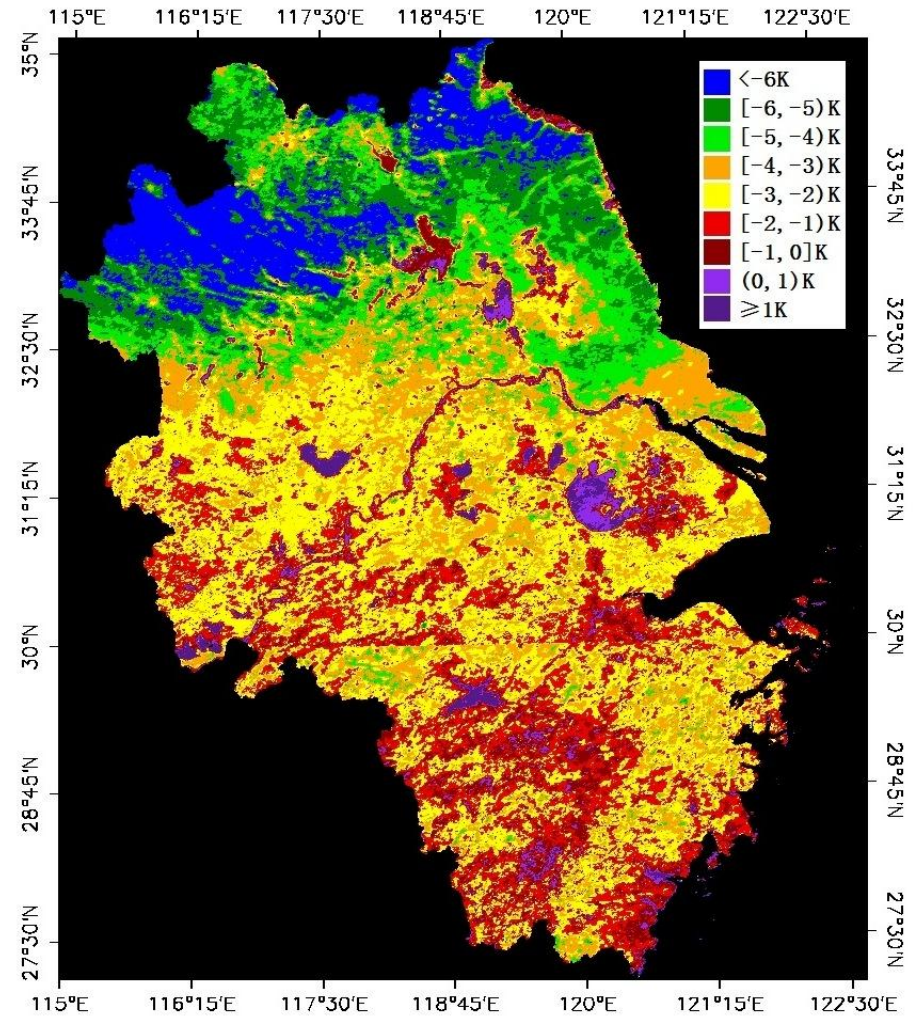 115°E 116°15′E 117°30′E 118°45′E 120°E 121°15′E 122°30′E
35°N
33°45′N
32°30′N
31°15′N
30°N
28°45′N
27°30′N
<-6K
[-6,-5)K
[-5,-4)K
[-4,-3)K
[-3,-2)K
[-2,-1)K
[-1,0]K
(0,1)K
≥1K
33°45′N
32°30′N
31°15′N
30°N
28°45′N
27°30′N
115°E 116°15′E 117°30′E 118°45′E 120°E 121°15′E 122°30′E